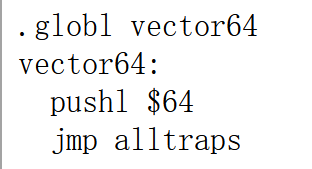 .globl vector64
vector64:
  pushl $64
  jmp alltraps